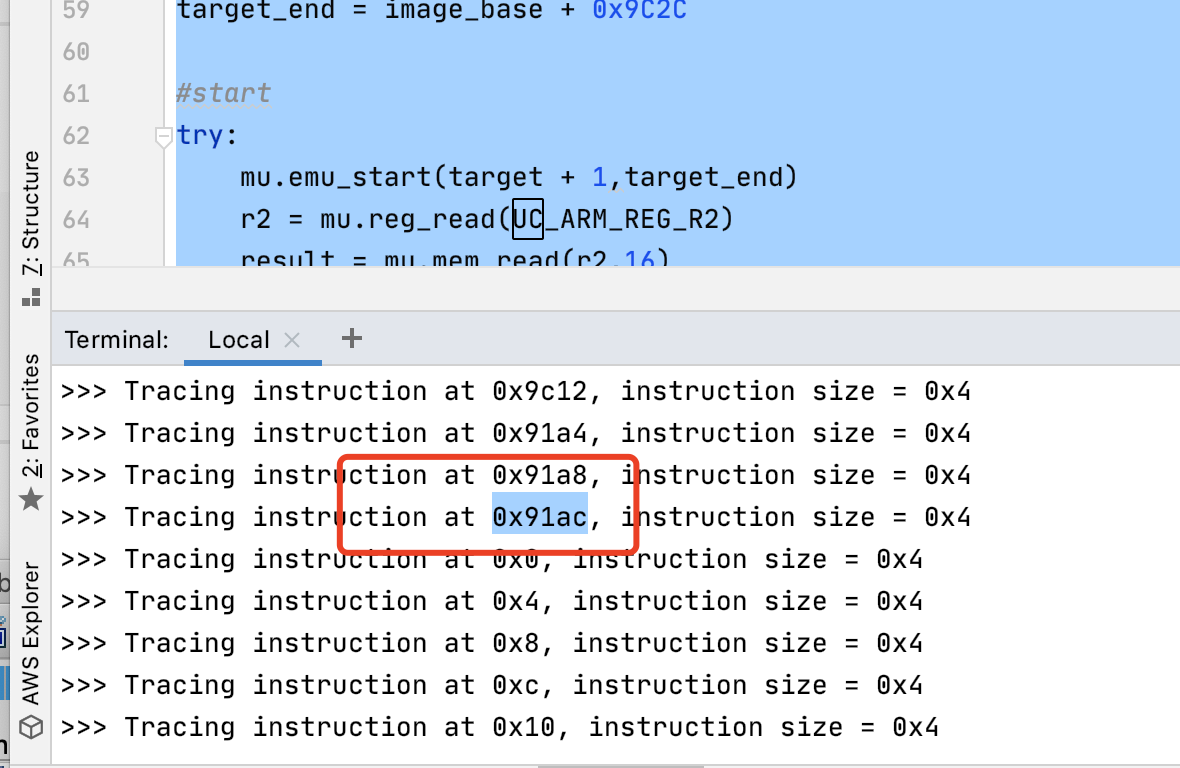 59 target_end = image_base + 0x9C2C
60
61 #start
62 try:
63 mu.emu_start(target + 1,target_end)
64 r2 = mu.reg_read(UC_ARM_REG_R2)
65 result = mu.mem_read(r2,16)
Z: Structure
2: Favorites
AWS Explorer
Terminal: Local × +
>>> Tracing instruction at 0x9c12, instruction size = 0x4
>>> Tracing instruction at 0x91a4, instruction size = 0x4
>>> Tracing instruction at 0x91a8, instruction size = 0x4
>>> Tracing instruction at 0x91ac, instruction size = 0x4
>>> Tracing instruction at 0x0, instruction size = 0x4
>>> Tracing instruction at 0x4, instruction size = 0x4
>>> Tracing instruction at 0x8, instruction size = 0x4
>>> Tracing instruction at 0xc, instruction size = 0x4
>>> Tracing instruction at 0x10, instruction size = 0x4